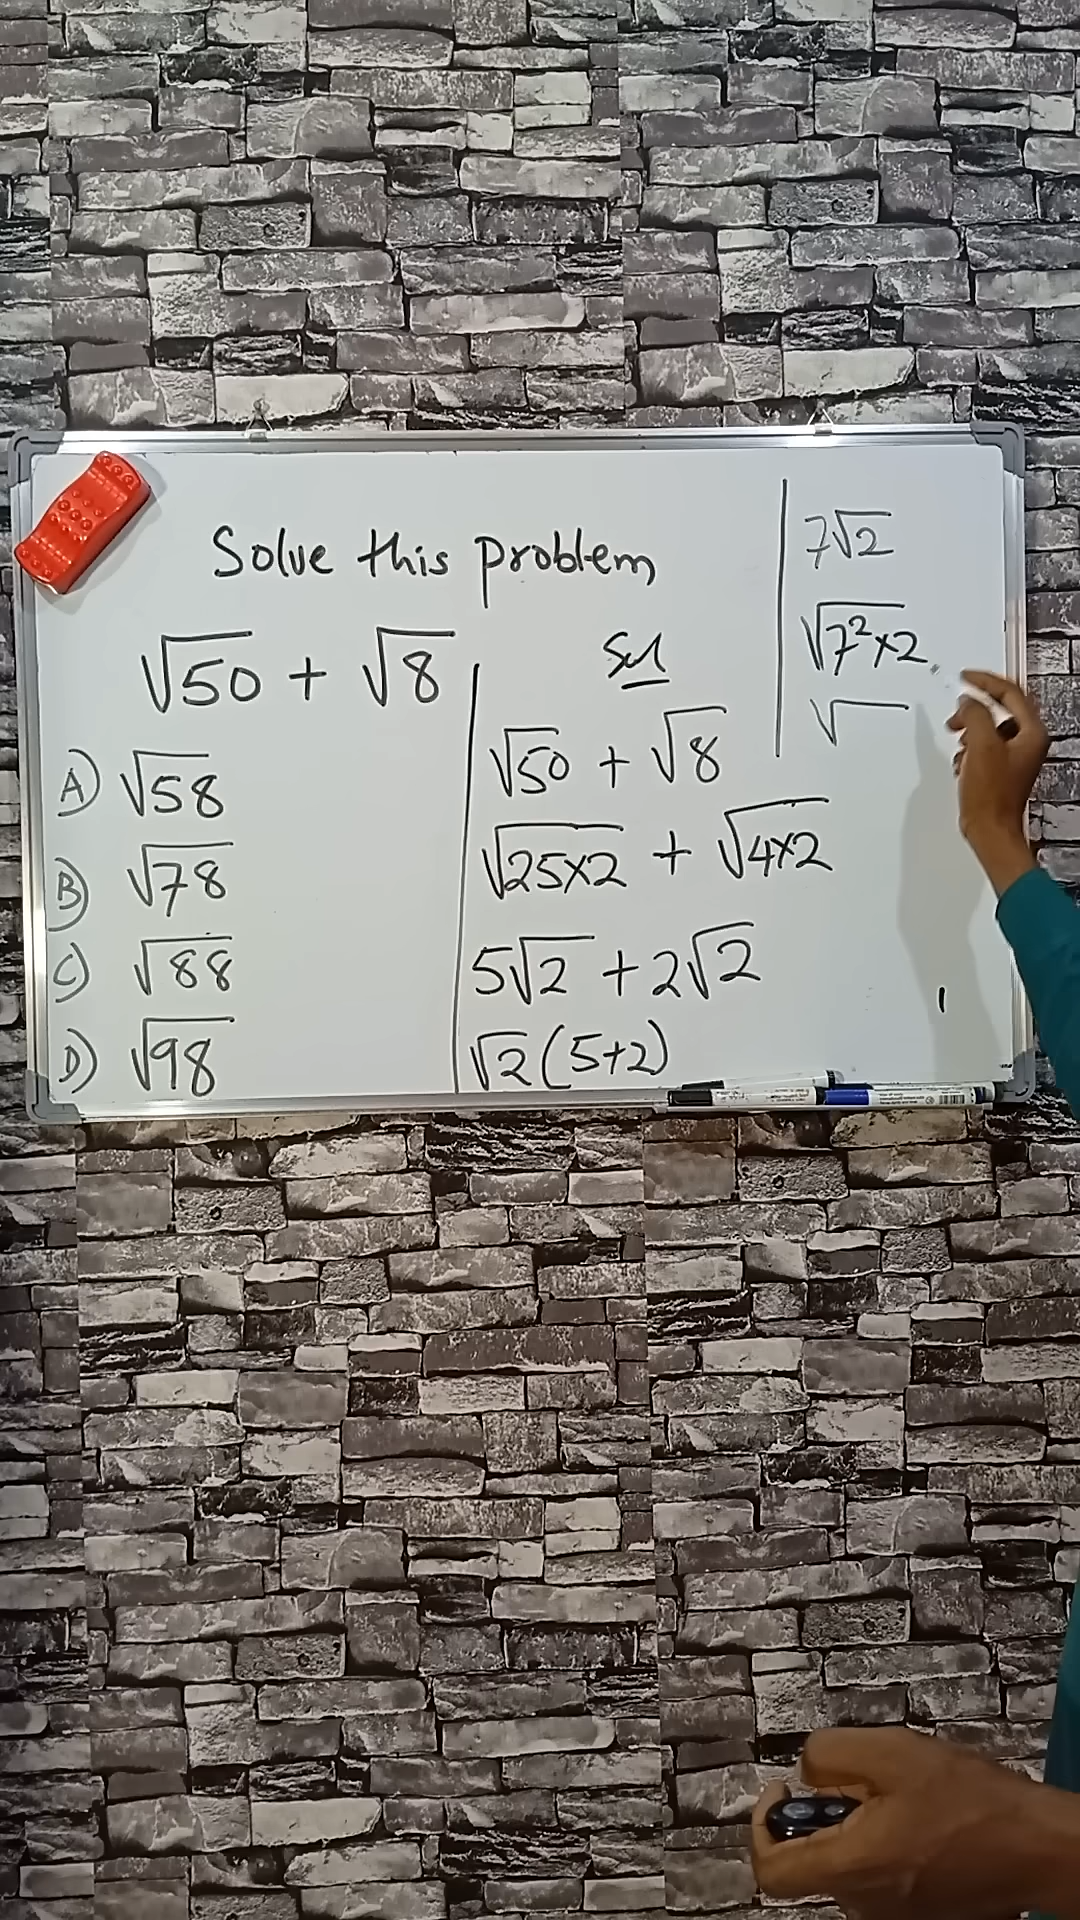 Solve this problem
√50 + √8
A) √58
B) √78
C) √88
D) √98
Sol
√50 + √8
√25×2 + √4×2
5√2 + 2√2
√2(5+2)
7√2
√7²×2
√